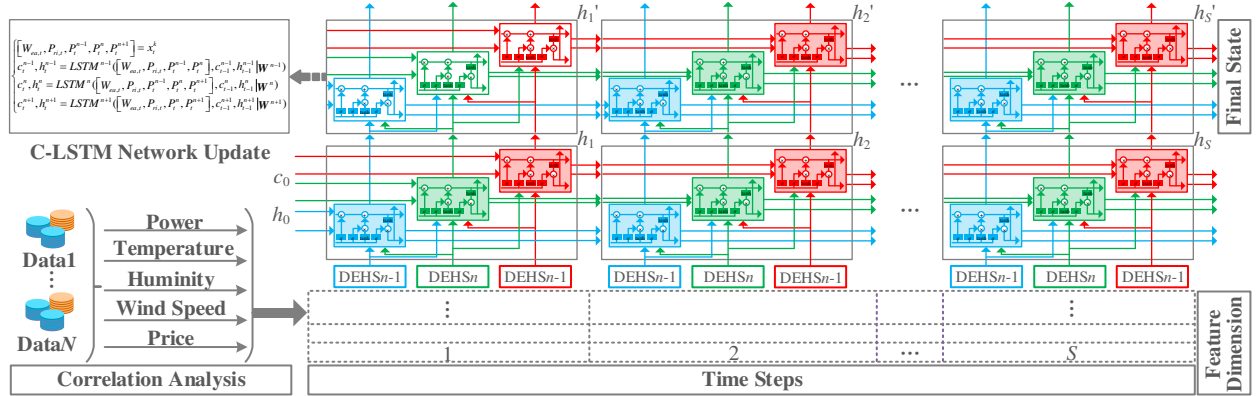 h₁'
h₂'
h_S'
{[W_{ea,t}, P_{ri,t}, P_t^{n-1}, P_t^n, P_t^{n+1}] = x_t^k
c_t^{n-1}, h_t^{n-1} = LSTM^{n-1}([W_{ea,t}, P_{ri,t}, P_t^{n-1}, P_t^n], c_{t-1}^{n-1}, h_{t-1}^{n-1}|W^{n-1})
c_t^n, h_t^n = LSTM^n([W_{ea,t}, P_{ri,t}, P_t^{n-1}, P_t^n, P_t^{n+1}], c_{t-1}^n, h_{t-1}^{n-1}|W^n)
c_t^{n+1}, h_t^{n+1} = LSTM^{n+1}([W_{ea,t}, P_{ri,t}, P_t^n, P_t^{n+1}], c_{t-1}^{n+1}, h_{t-1}^{n+1}|W^{n+1})
...
Final State
C-LSTM Network Update
h₁
h₂
h_S
c₀
h₀
...
Data1
⋮
DataN
Power
Temperature
Huminity
Wind Speed
Price
DEHSn-1
DEHSn
DEHSn-1
DEHSn-1
DEHSn
DEHSn-1
DEHSn-1
DEHSn
DEHSn-1
⋮
⋮
⋮
1
2
...
S
Feature
Dimension
Correlation Analysis
Time Steps